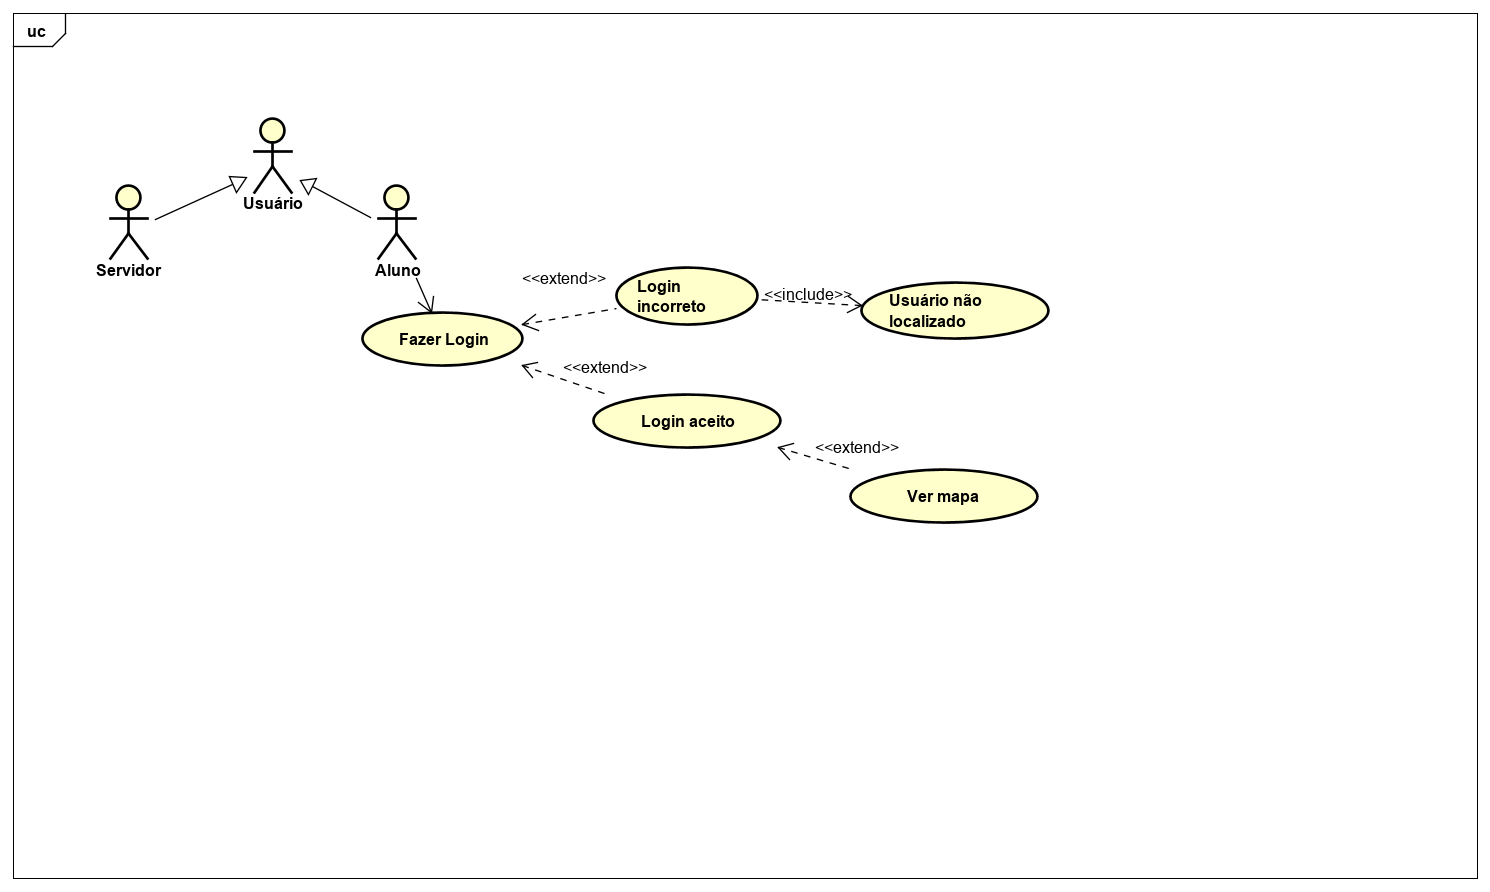 uc
Usuário
Servidor
Aluno
<<extend>>
Login
incorreto
<<include>>
Usuário não
localizado
Fazer Login
<<extend>>
Login aceito
<<extend>>
Ver mapa